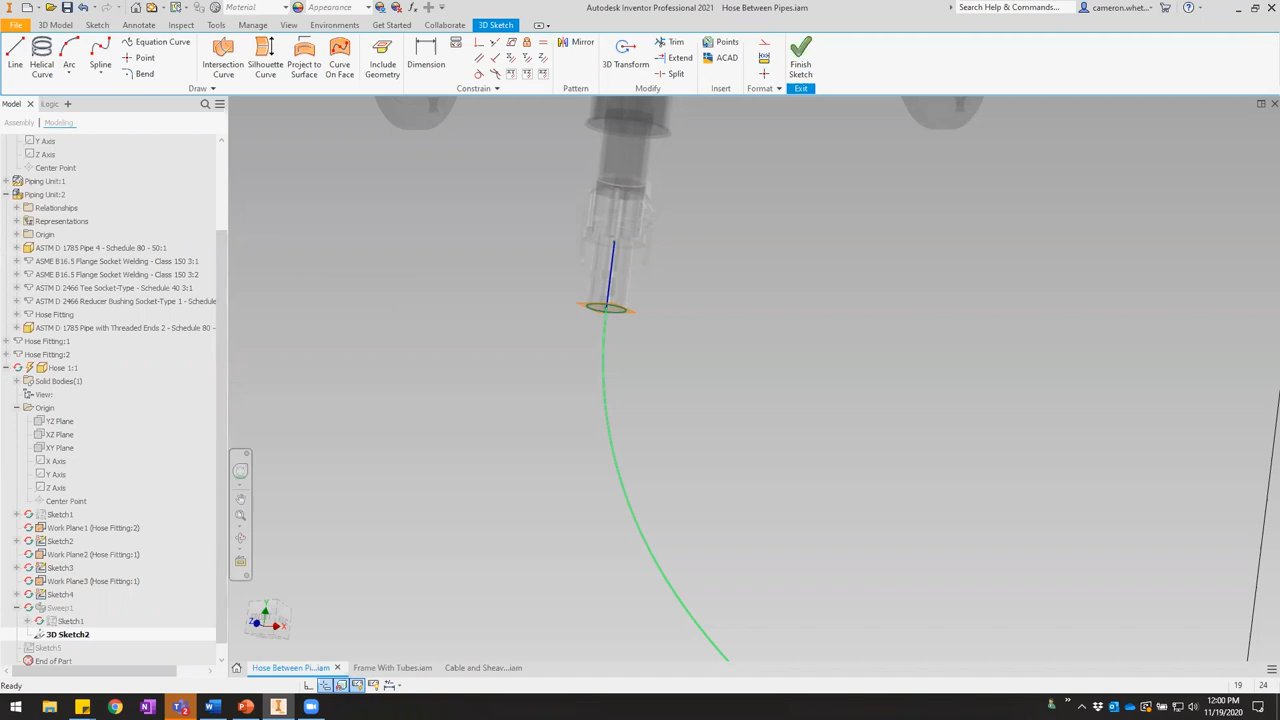 Material
Appearance
Autodesk Inventor Professional 2021 Hose Between Pipes.iam
Search Help & Commands...
cameron.whet...
File
3D Model
Sketch
Annotate
Inspect
Tools
Manage
View
Environments
Get Started
Collaborate
3D Sketch
Line
Helical
Curve
Arc
Spline
Equation Curve
Point
Bend
Intersection
Curve
Silhouette
Curve
Project to
Surface
Curve
On Face
Include
Geometry
Dimension
Mirror
3D Transform
Trim
Extend
Split
Points
ACAD
Finish
Sketch
Draw
Constrain
Pattern
Modify
Insert
Format
Exit
Model
iLogic
Assembly
Modeling
Y Axis
Z Axis
Center Point
Piping Unit:1
Piping Unit:2
Relationships
Representations
Origin
ASTM D 1785 Pipe 4 - Schedule 80 - 50:1
ASME B16.5 Flange Socket Welding - Class 150 3:1
ASME B16.5 Flange Socket Welding - Class 150 3:2
ASTM D 2466 Tee Socket-Type - Schedule 40 3:1
ASTM D 2466 Reducer Bushing Socket-Type 1 - Schedule
Hose Fitting
ASTM D 1785 Pipe with Threaded Ends 2 - Schedule 80 -
Hose Fitting:1
Hose Fitting:2
Hose 1:1
Solid Bodies(1)
View:
Origin
YZ Plane
XZ Plane
XY Plane
X Axis
Y Axis
Z Axis
Center Point
Sketch1
Work Plane1 (Hose Fitting:2)
Sketch2
Work Plane2 (Hose Fitting:1)
Sketch3
Work Plane3 (Hose Fitting:1)
Sketch4
Sweep1
Sketch1
3D Sketch2
Sketch5
End of Part
Y
Z
X
Hose Between Pi...iam
Frame With Tubes.iam
Cable and Sheav...iam
Ready
19
24
12:00 PM
11/19/2020